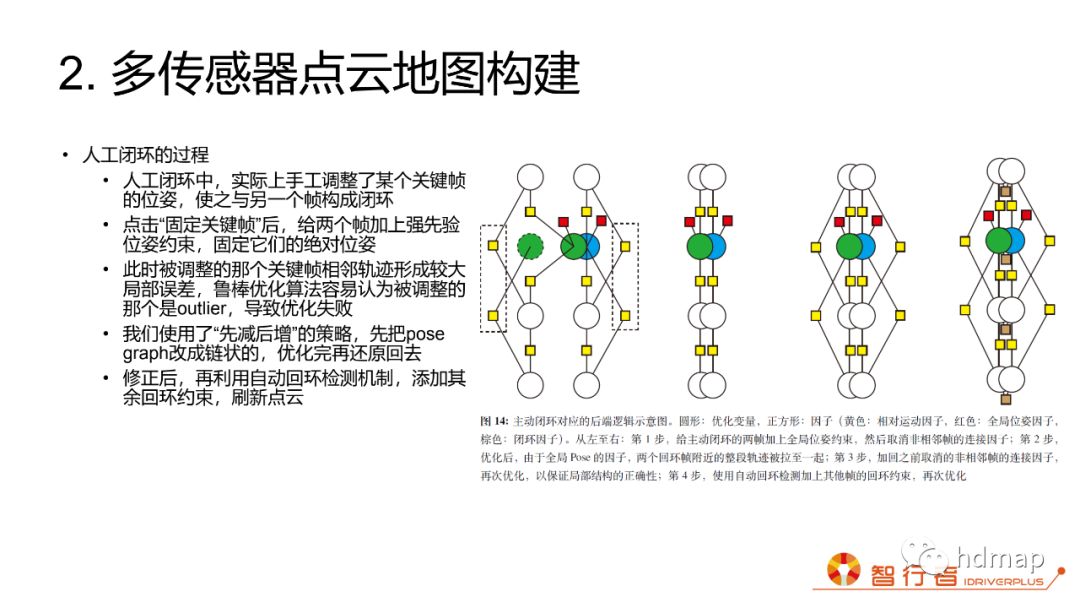 2. 多传感器点云地图构建
• 人工闭环的过程
• 人工闭环中，实际上手工调整了某个关键帧
的位姿，使之与另一个帧构成闭环
• 点击“固定关键帧”后，给两个帧加上强先验
位姿约束，固定它们的绝对位姿
• 此时被调整的那个关键帧相邻轨迹形成较大
局部误差，鲁棒优化算法容易认为被调整的
那个是outlier，导致优化失败
• 我们使用了“先减后增”的策略，先把pose
graph改成链状的，优化完再还原回去
• 修正后，再利用自动回环检测机制，添加其
余回环约束，刷新点云
图 14: 主动闭环对应的后端逻辑示意图。圆形：优化变量，正方形：因子（黄色：相对运动因子，红色：全局位姿因子，
棕色：闭环因子）。从左至右：第 1 步，给主动闭环的两帧加上全局位姿约束，然后取消非相邻帧的连接因子；第 2 步，
优化后，由于全局 Pose 的因子，两个回环帧附近的整段轨迹被拉至一起；第 3 步，加回之前取消的非相邻帧的连接因子，
再次优化，以保证局部结构的正确性；第 4 步，使用自动回环检测加上其他帧的回环约束，再次优化
hdmap
智行者 IDRIVERPLUS